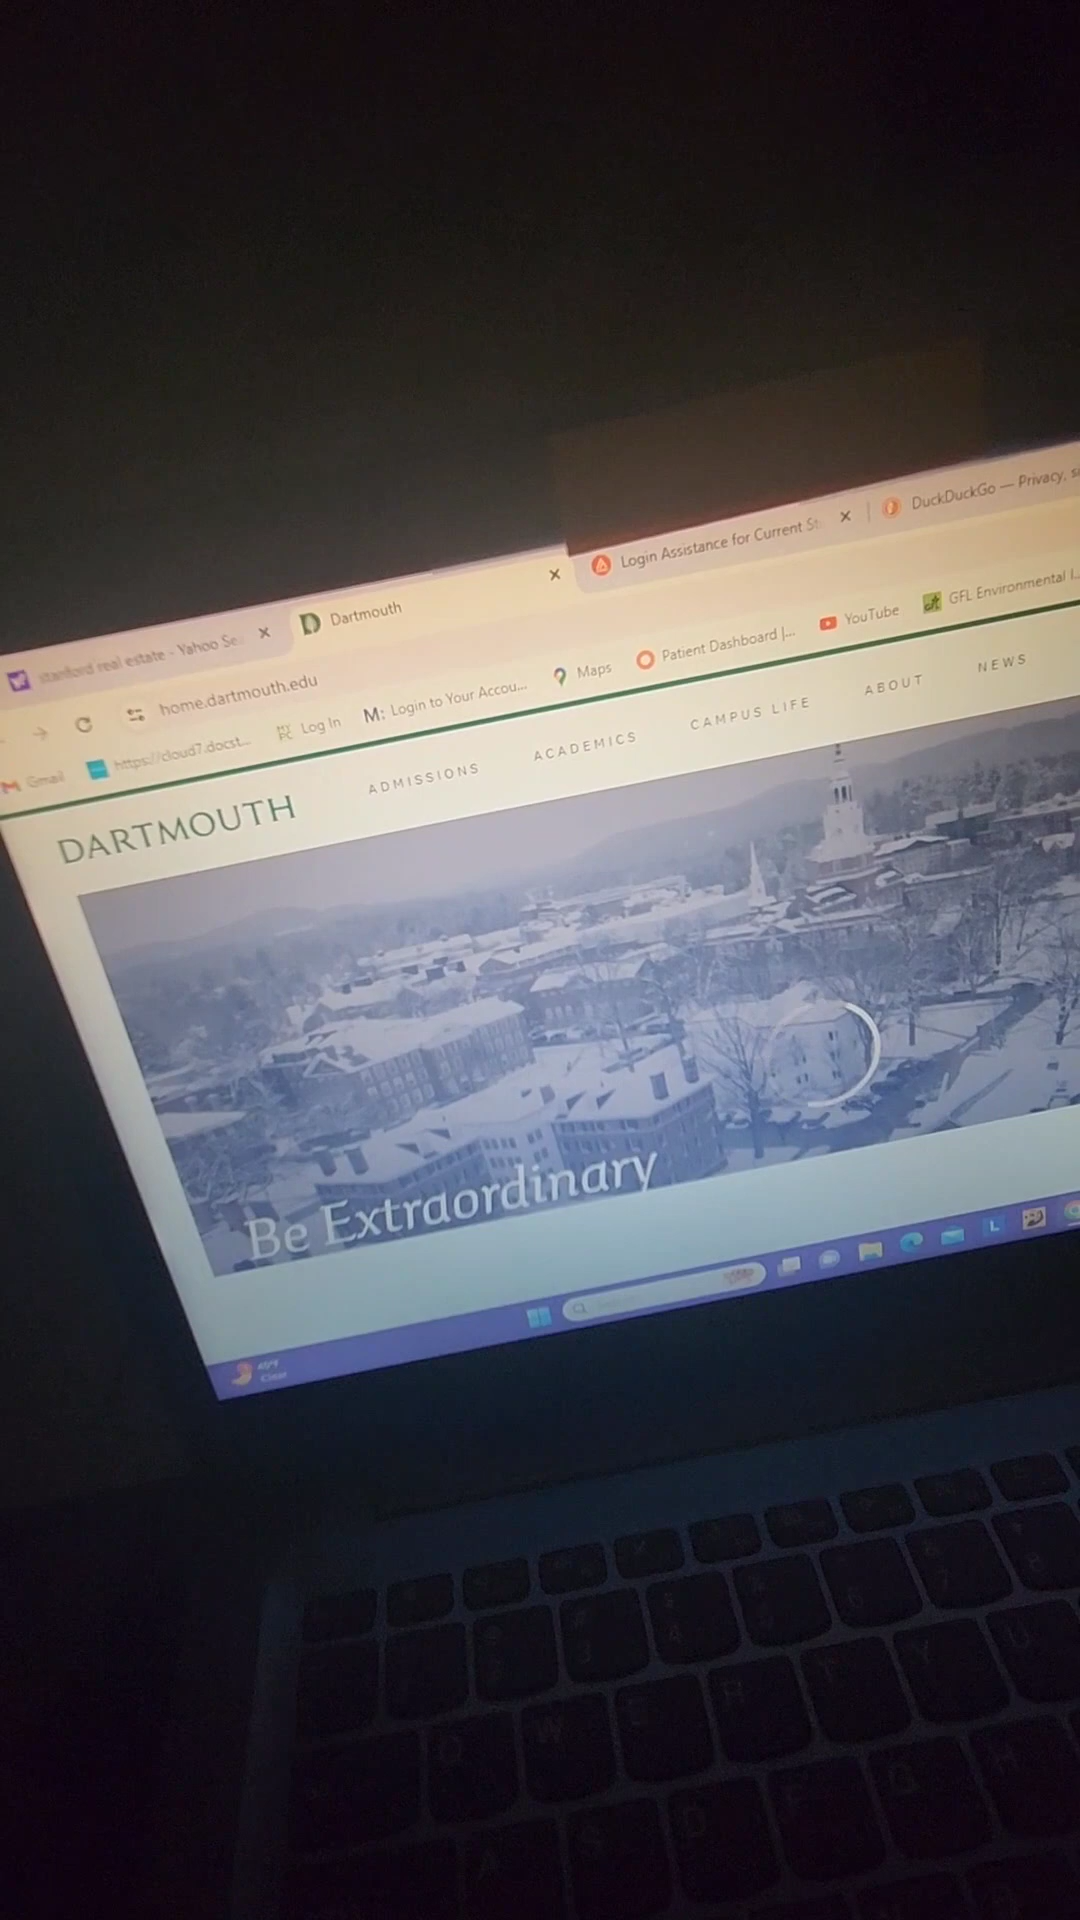 stanford real estate - Yahoo Se
Dartmouth
Login Assistance for Current St
DuckDuckGo — Privacy, s
home.dartmouth.edu
Gmail
https://cloud7.docst...
Log In
M: Login to Your Accou...
Maps
Patient Dashboard |...
YouTube
GFL Environmental I...
DARTMOUTH
ADMISSIONS
ACADEMICS
CAMPUS LIFE
ABOUT
NEWS
Be Extraordinary
Clear